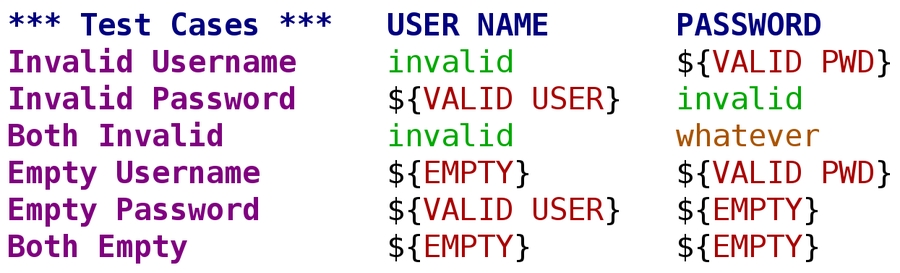 *** Test Cases ***   USER NAME       PASSWORD
Invalid Username     invalid         ${VALID PWD}
Invalid Password     ${VALID USER}   invalid
Both Invalid         invalid         whatever
Empty Username       ${EMPTY}        ${VALID PWD}
Empty Password       ${VALID USER}   ${EMPTY}
Both Empty           ${EMPTY}        ${EMPTY}